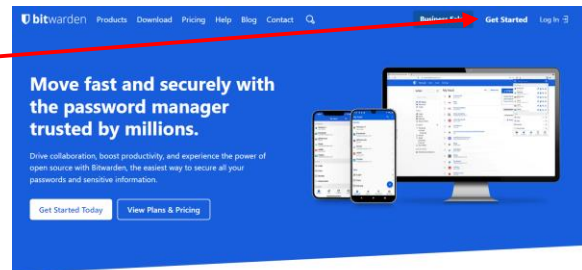 bitwarden Products Download Pricing Help Blog Contact Business Get Started Log In
Move fast and securely with
the password manager
trusted by millions.
Drive collaboration, boost productivity, and experience the power of
open source with Bitwarden, the easiest way to secure all your
passwords and sensitive information.
Get Started Today View Plans & Pricing